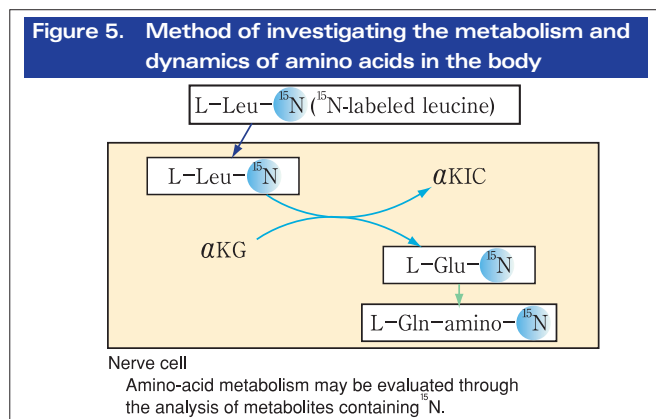 Figure 5. Method of investigating the metabolism and
dynamics of amino acids in the body
L-Leu-¹⁵N (¹⁵N-labeled leucine)
L-Leu-¹⁵N
αKIC
αKG
L-Glu-¹⁵N
L-Gln-amino-¹⁵N
Nerve cell
Amino-acid metabolism may be evaluated through
the analysis of metabolites containing ¹⁵N.